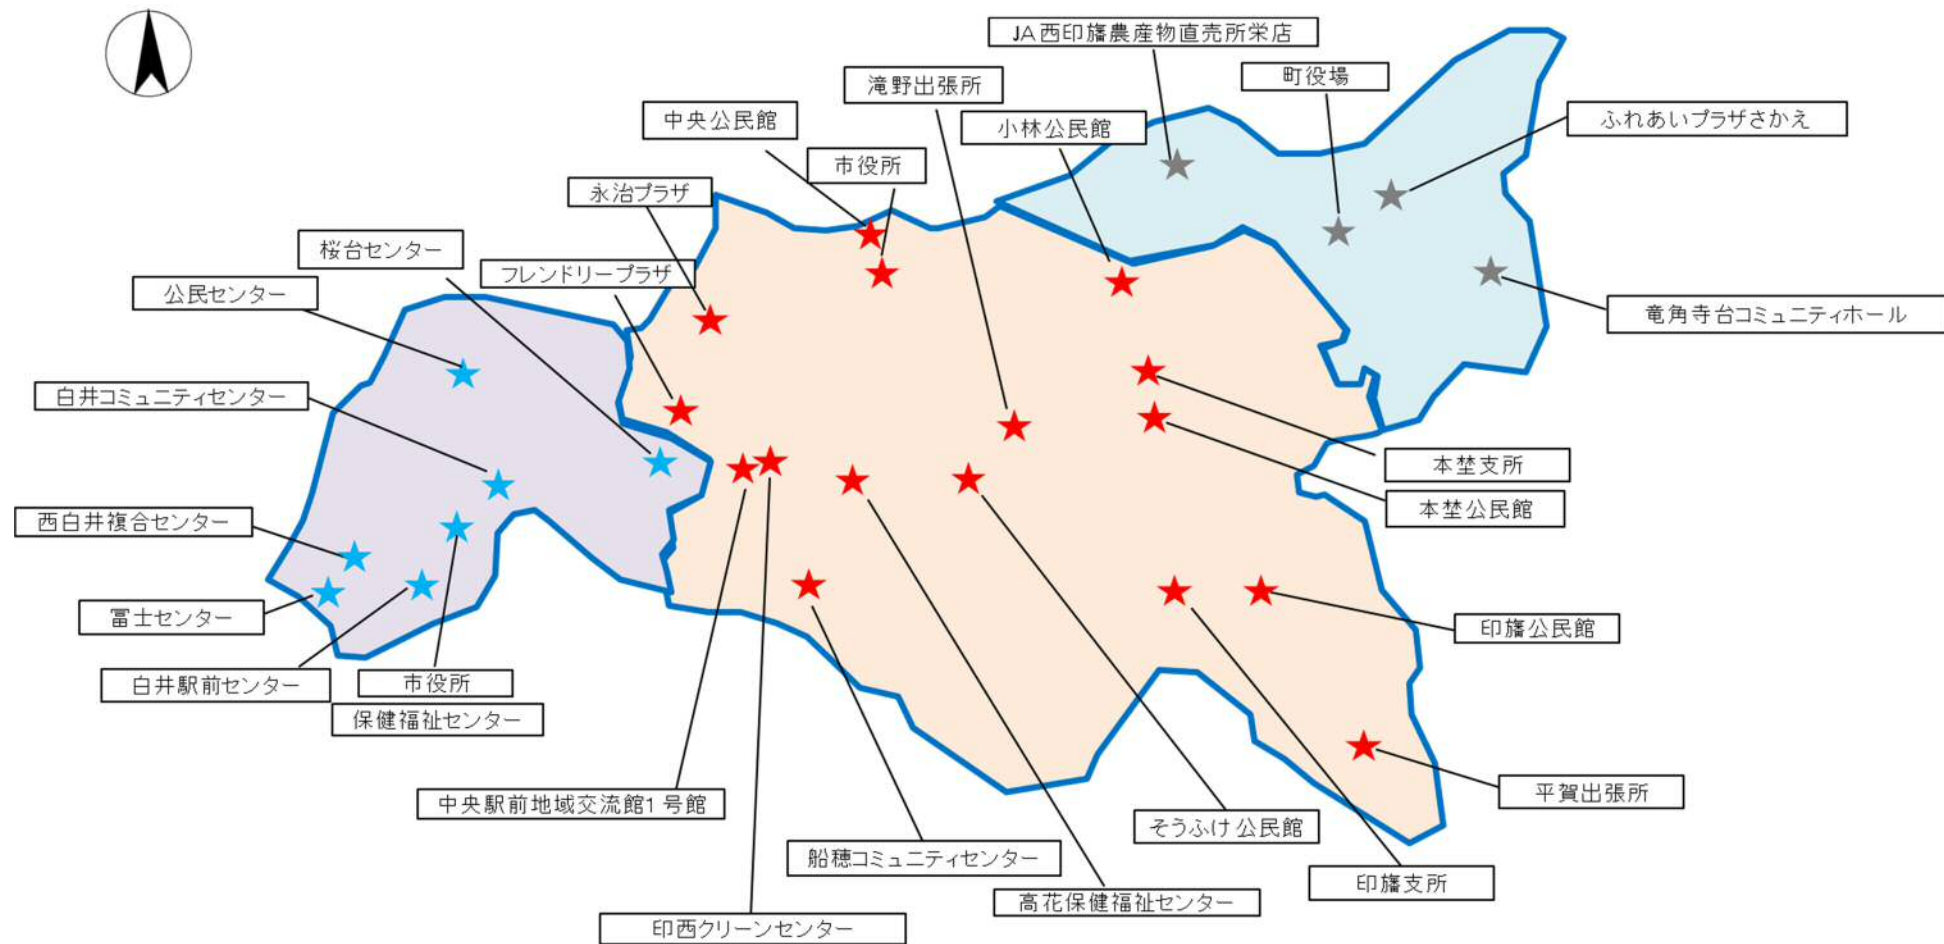 JA西印旛農産物直売所栄店
町役場
滝野出張所
ふれあいプラザさかえ
中央公民館
小林公民館
市役所
永治プラザ
桜台センター
フレンドリープラザ
公民センター
竜角寺台コミュニティホール
白井コミュニティセンター
本埜支所
本埜公民館
西白井複合センター
冨士センター
印旛公民館
白井駅前センター
市役所
保健福祉センター
平賀出張所
中央駅前地域交流館1号館
そうふけ公民館
船穂コミュニティセンター
印旛支所
高花保健福祉センター
印西クリーンセンター